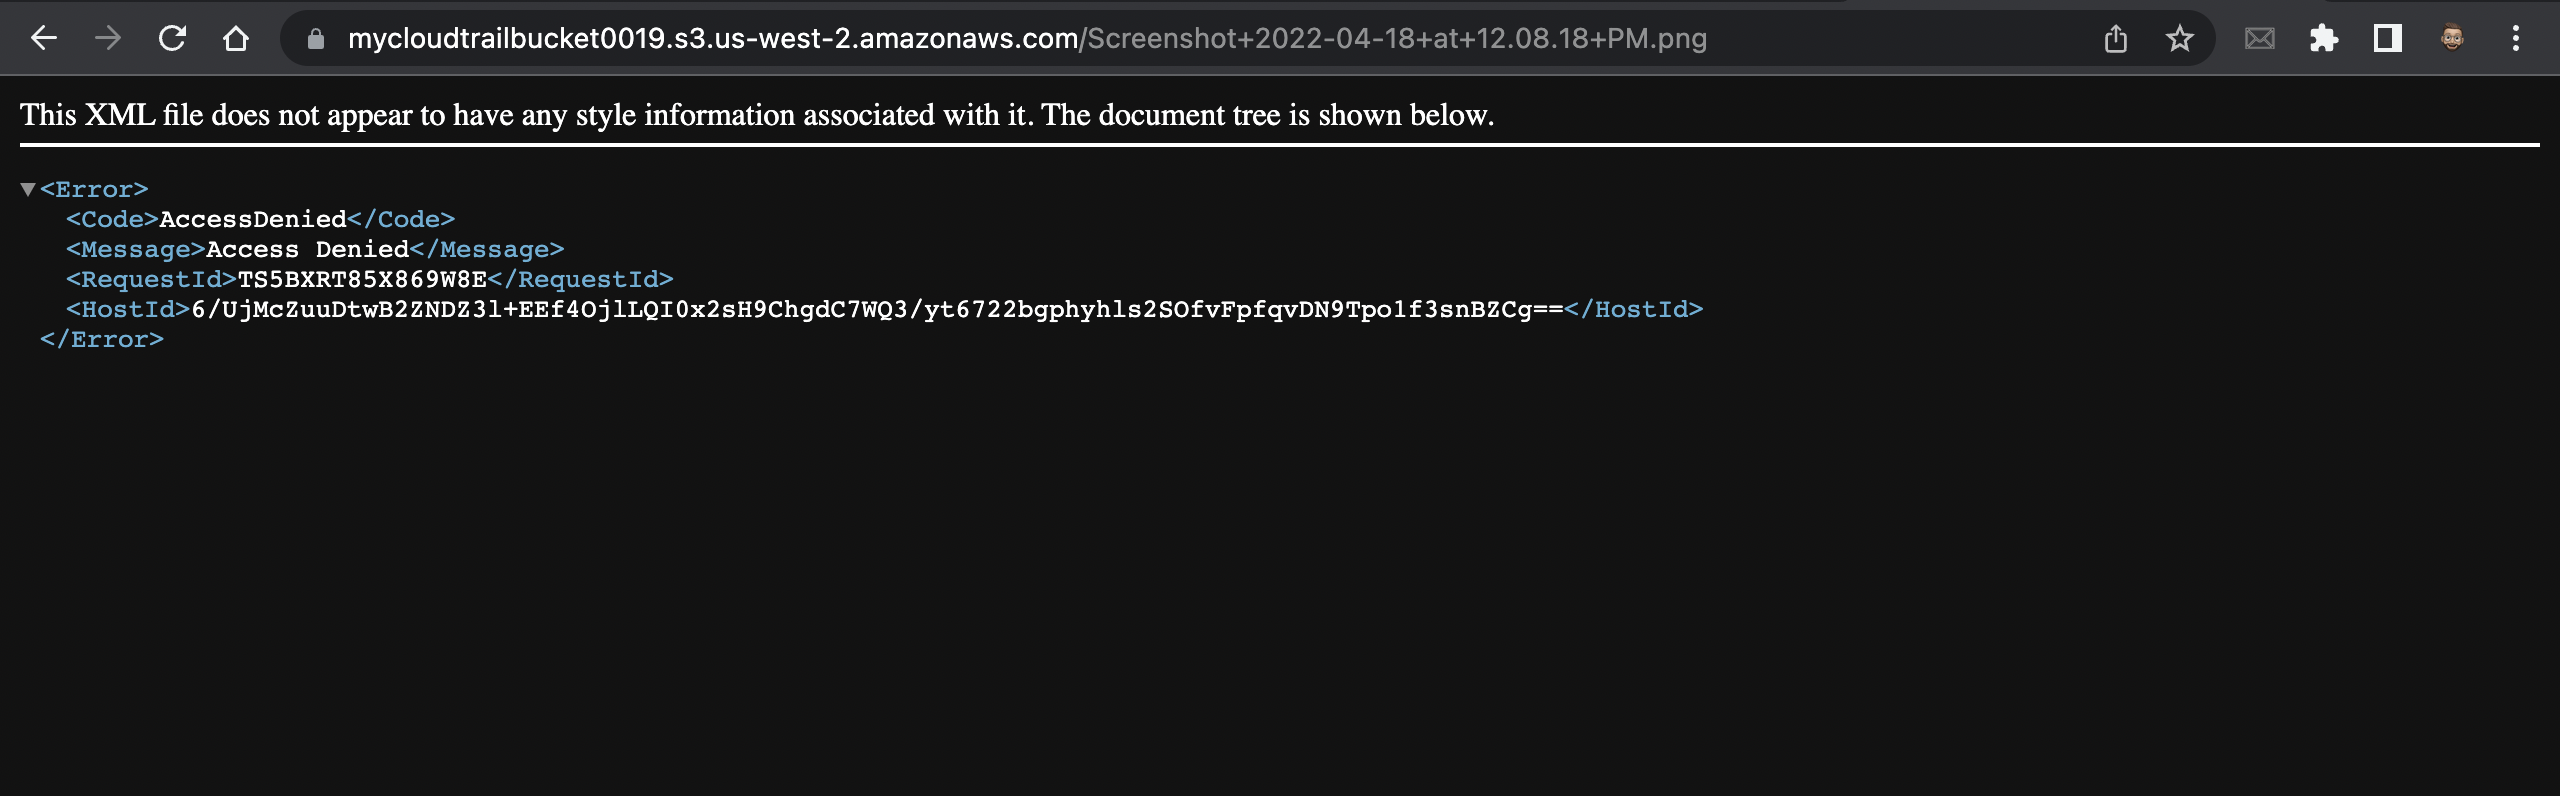 mycloudtrailbucket0019.s3.us-west-2.amazonaws.com/Screenshot+2022-04-18+at+12.08.18+PM.png
This XML file does not appear to have any style information associated with it. The document tree is shown below.
▼<Error>
<Code>AccessDenied</Code>
<Message>Access Denied</Message>
<RequestId>TS5BXRT85X869W8E</RequestId>
<HostId>6/UjMcZuuDtwB2ZNDZ3l+EEf4OjlLQI0x2sH9ChgdC7WQ3/yt6722bgphyhls2SOfvFpfqvDN9Tpo1f3snBZCg==</HostId>
</Error>